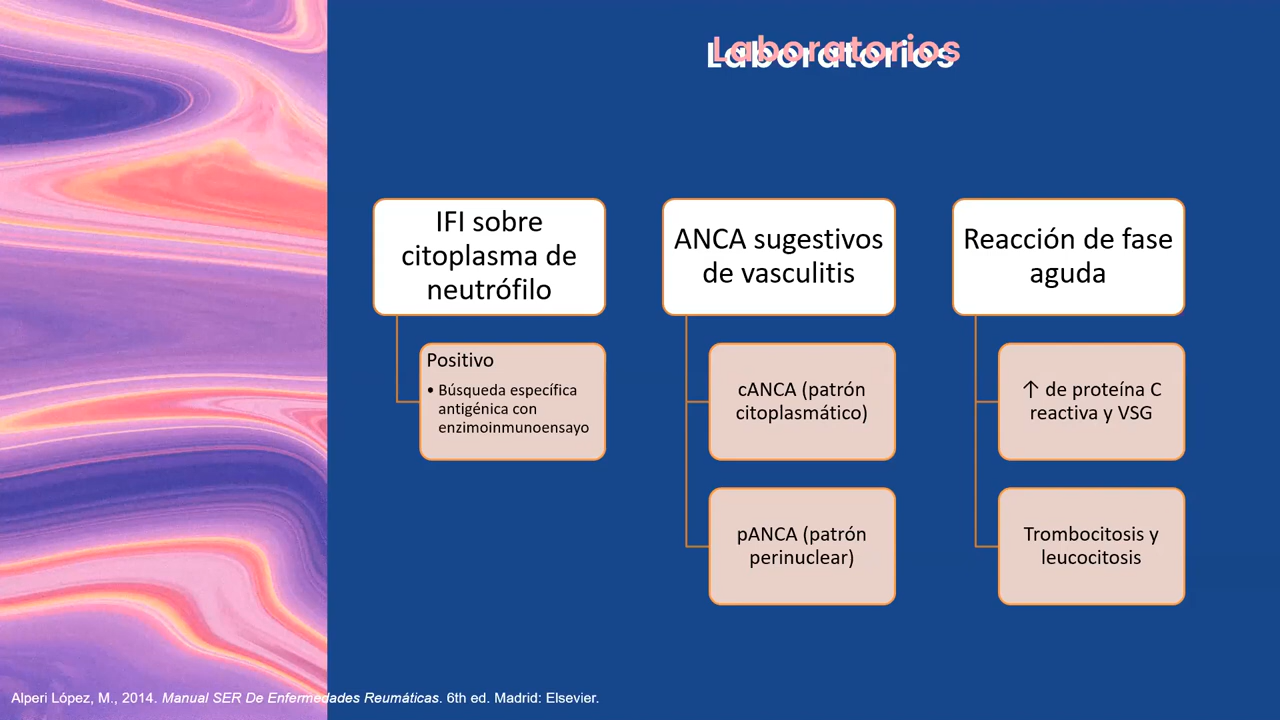 Laboratorios
IFI sobre
citoplasma de
neutrófilo
Positivo
• Búsqueda específica
antigénica con
enzimoinmunoensayo
ANCA sugestivos
de vasculitis
cANCA (patrón
citoplasmático)
pANCA (patrón
perinuclear)
Reacción de fase
aguda
↑ de proteína C
reactiva y VSG
Trombocitosis y
leucocitosis
Alperi López, M., 2014. Manual SER De Enfermedades Reumáticas. 6th ed. Madrid: Elsevier.